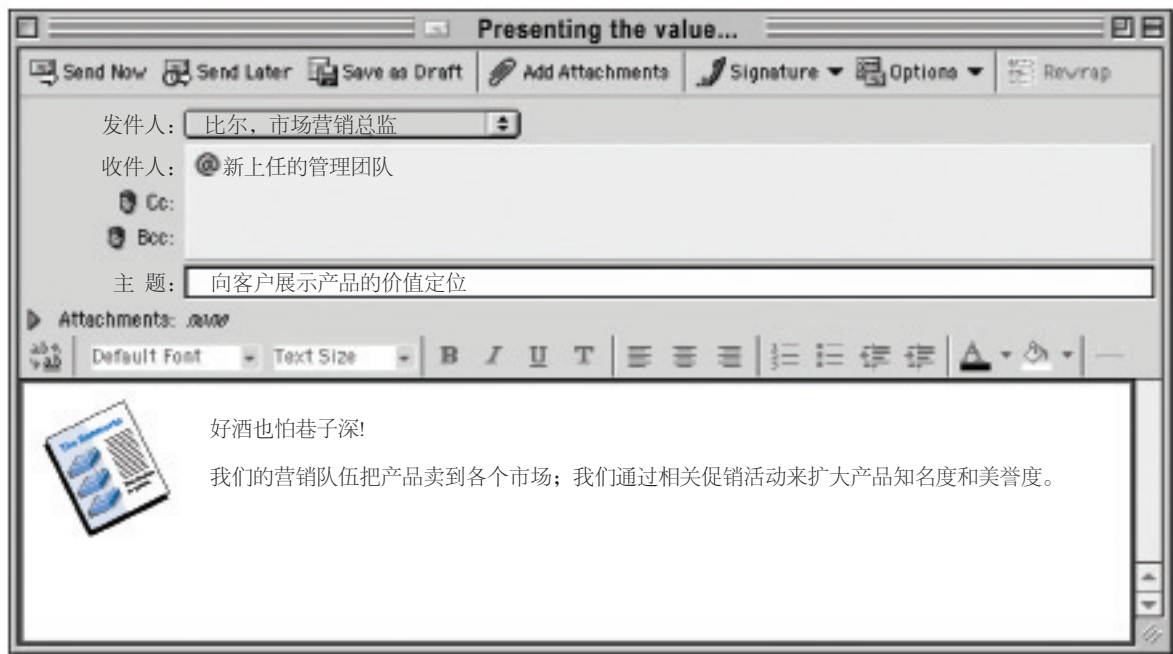 Presenting the value...
Send Now Send Later Save as Draft Add Attachments Signature Options Rewrap
发件人: 比尔，市场营销总监
收件人: @新上任的管理团队
Cc:
Bcc:
主 题: 向客户展示产品的价值定位
Attachments: none
Default Font Text Size B I U T
好酒也怕巷子深!
我们的营销队伍把产品卖到各个市场；我们通过相关促销活动来扩大产品知名度和美誉度。